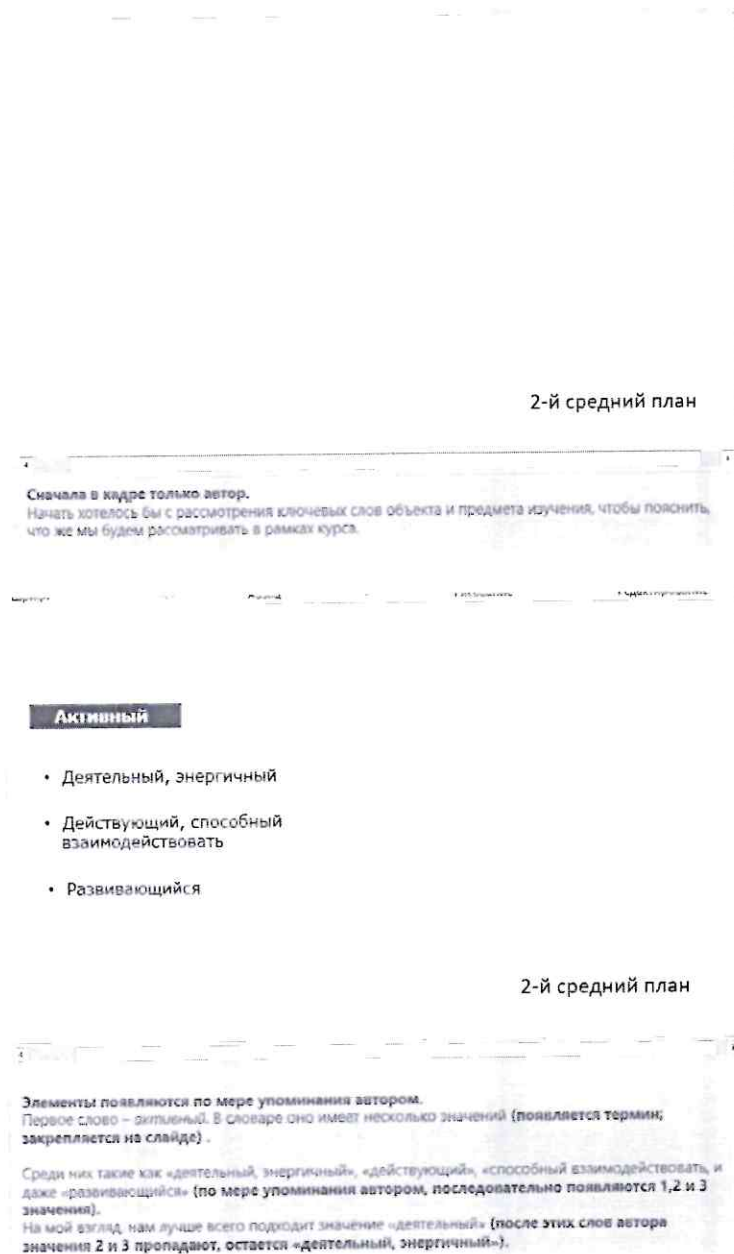 2-й средний план
Сначала в кадре только автор.
Начать хотелось бы с рассмотрения ключевых слов объекта и предмета изучения, чтобы пояснить,
что же мы будем рассматривать в рамках курса.
Активный
• Деятельный, энергичный
• Действующий, способный
взаимодействовать
• Развивающийся
2-й средний план
Элементы появляются по мере упоминания автором.
Первое слово – активный. В словаре оно имеет несколько значений (появляется термин;
закрепляется на слайде) .
Среди них такие как «деятельный, энергичный», «действующий», «способный взаимодействовать, и
даже «развивающийся» (по мере упоминания автором, последовательно появляются 1,2 и 3
значения).
На мой взгляд, нам лучше всего подходит значение «деятельный» (после этих слов автора
значения 2 и 3 пропадают, остается «деятельный, энергичный»).